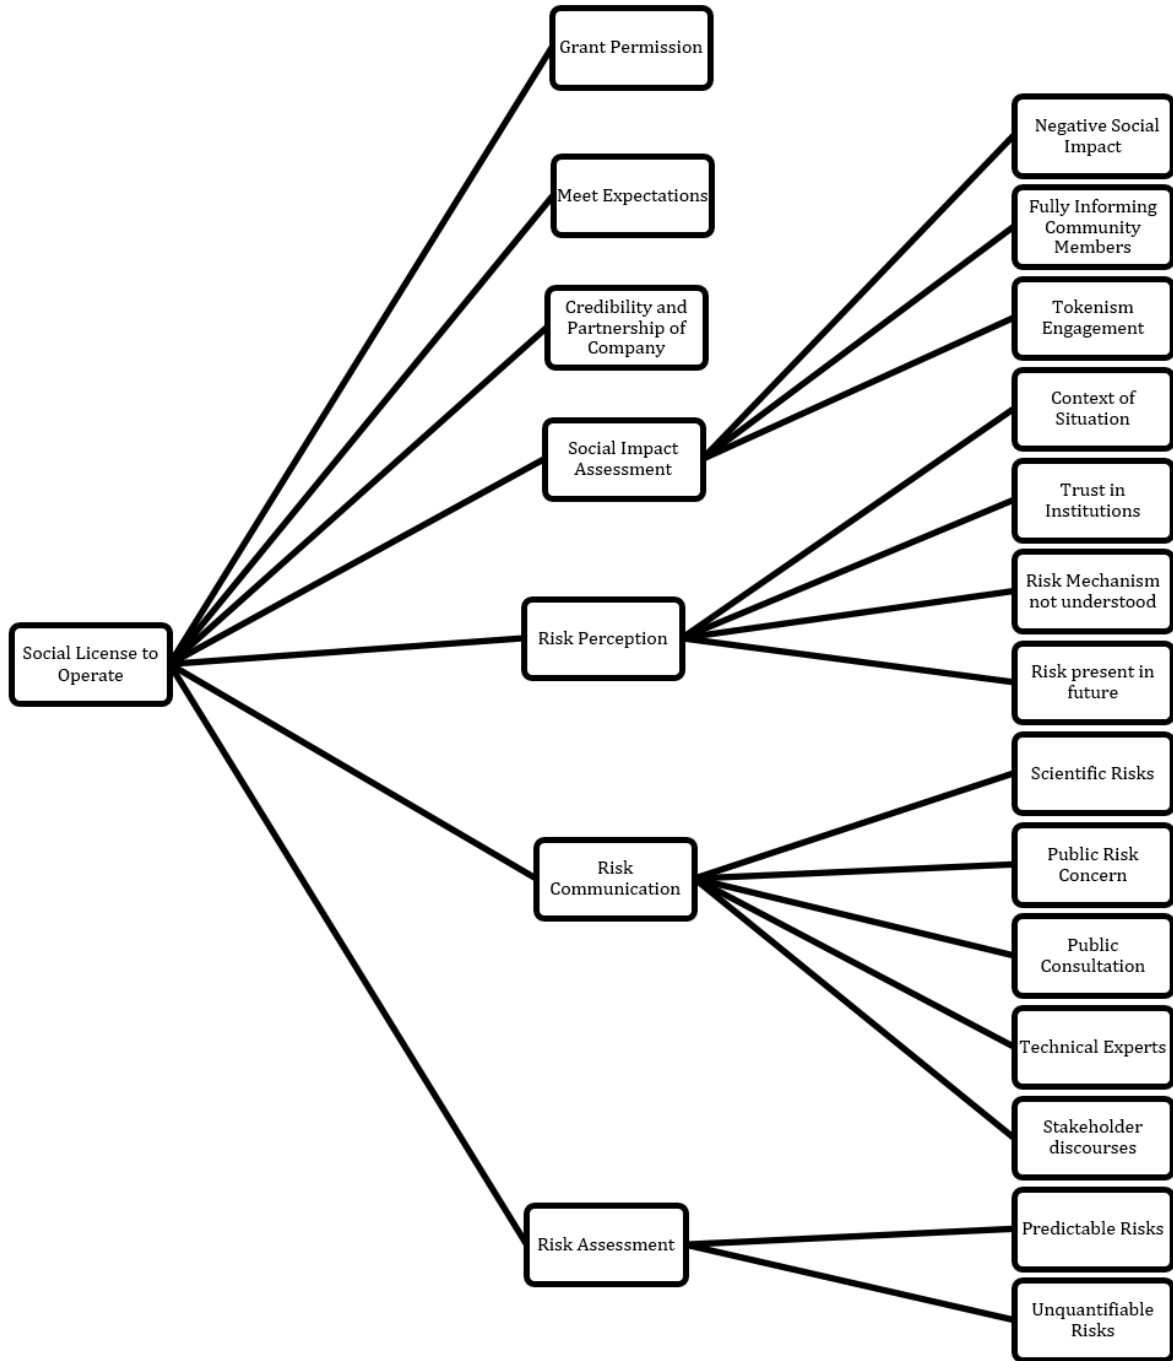 Grant Permission
Meet Expectations
Credibility and
Partnership of
Company
Social Impact
Assessment
Social License to
Operate
Risk Perception
Risk
Communication
Risk Assessment
Negative Social
Impact
Fully Informing
Community
Members
Tokenism
Engagement
Context of
Situation
Trust in
Institutions
Risk Mechanism
not understood
Risk present in
future
Scientific Risks
Public Risk
Concern
Public
Consultation
Technical Experts
Stakeholder
discourses
Predictable Risks
Unquantifiable
Risks